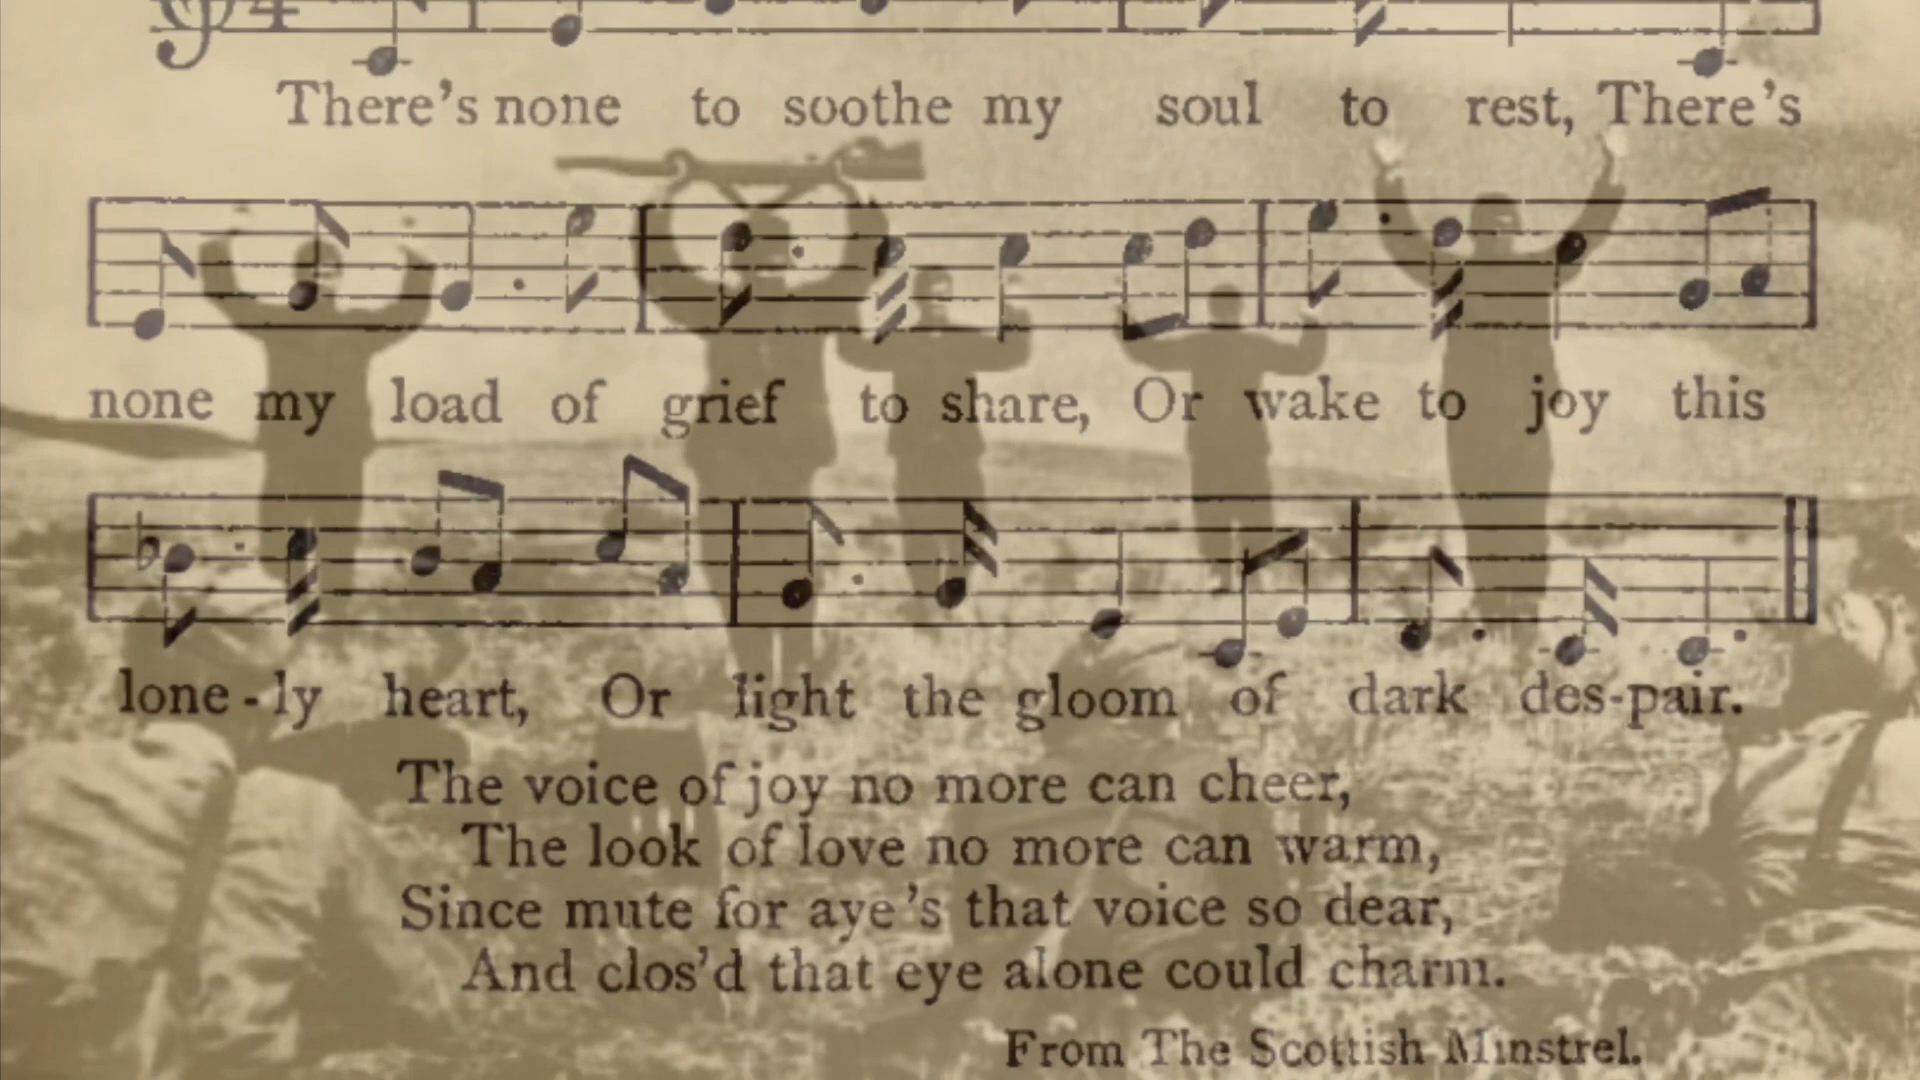 There's none to soothe my soul to rest, There's
none my load of grief to share, Or wake to joy this
lone-ly heart, Or light the gloom of dark des-pair.
The voice of joy no more can cheer,
The look of love no more can warm,
Since mute for aye's that voice so dear,
And clos'd that eye alone could charm.
From The Scottish Minstrel.